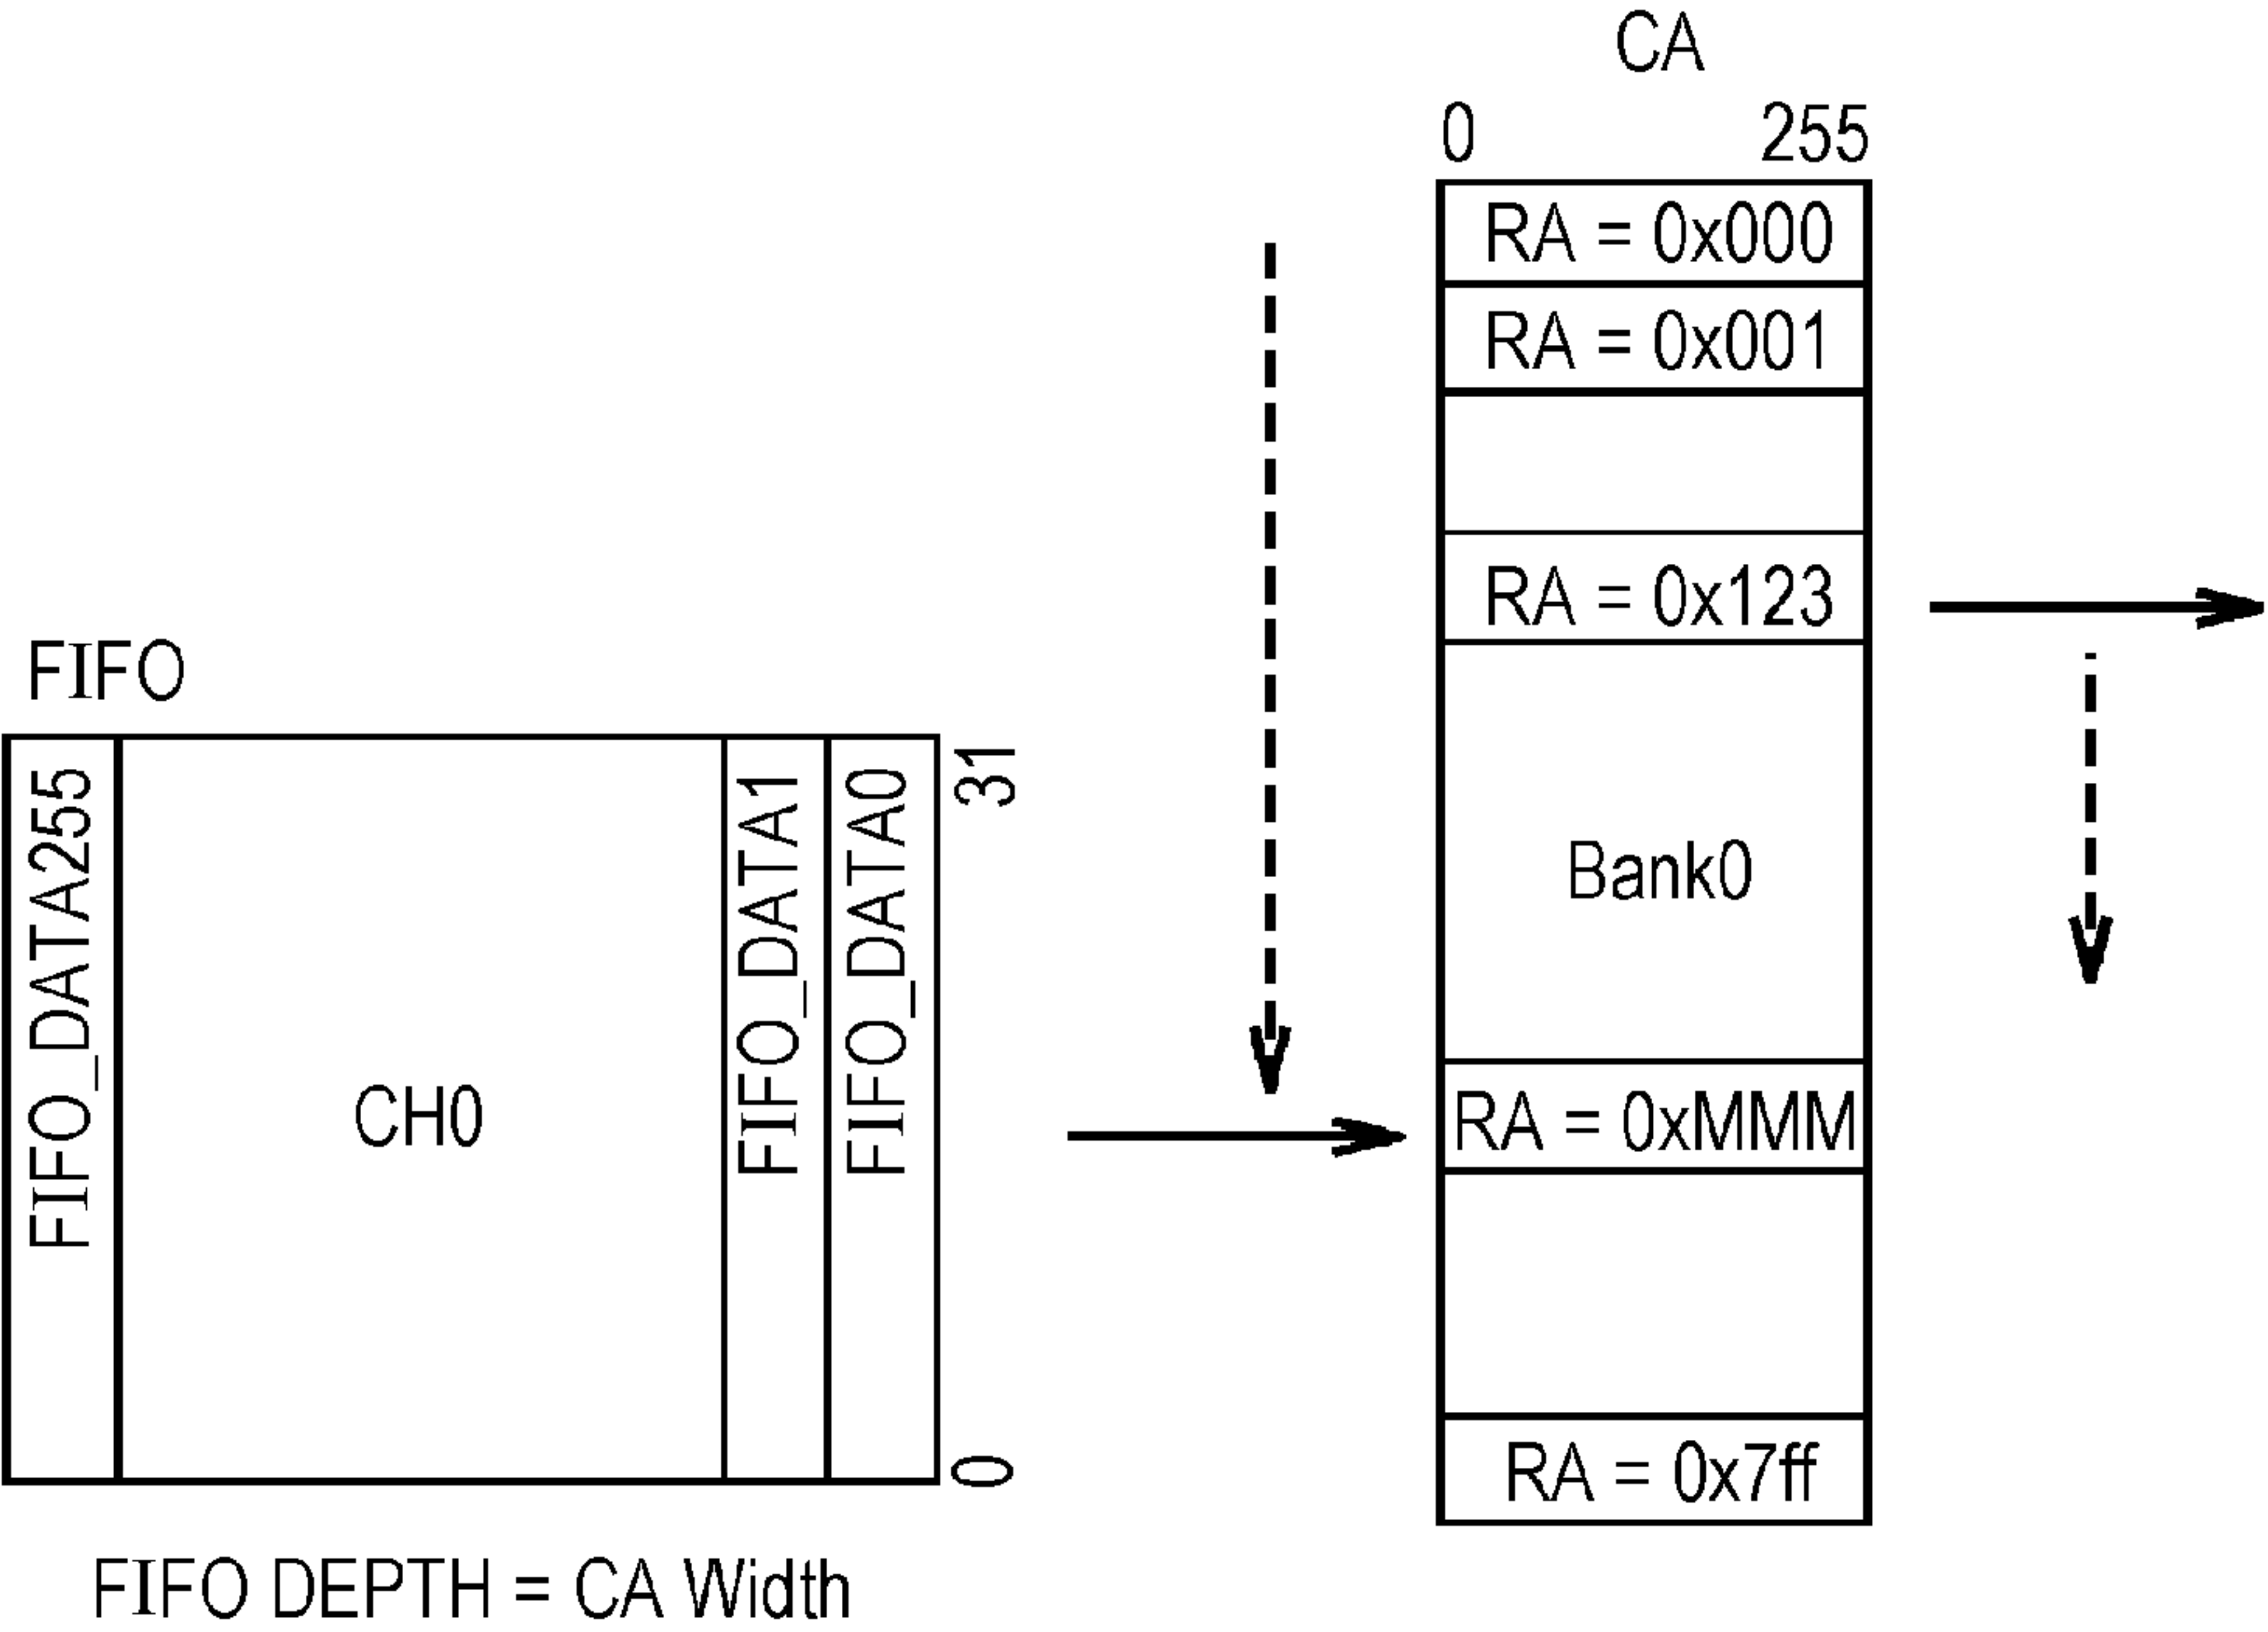 CA
0 255
RA = 0x000
RA = 0x001
RA = 0x123
Bank0
RA = 0xMMM
RA = 0x7ff
FIFO
FIFO_DATA255
CH0
FIFO_DATA1
FIFO_DATA0
31
0
FIFO DEPTH = CA Width